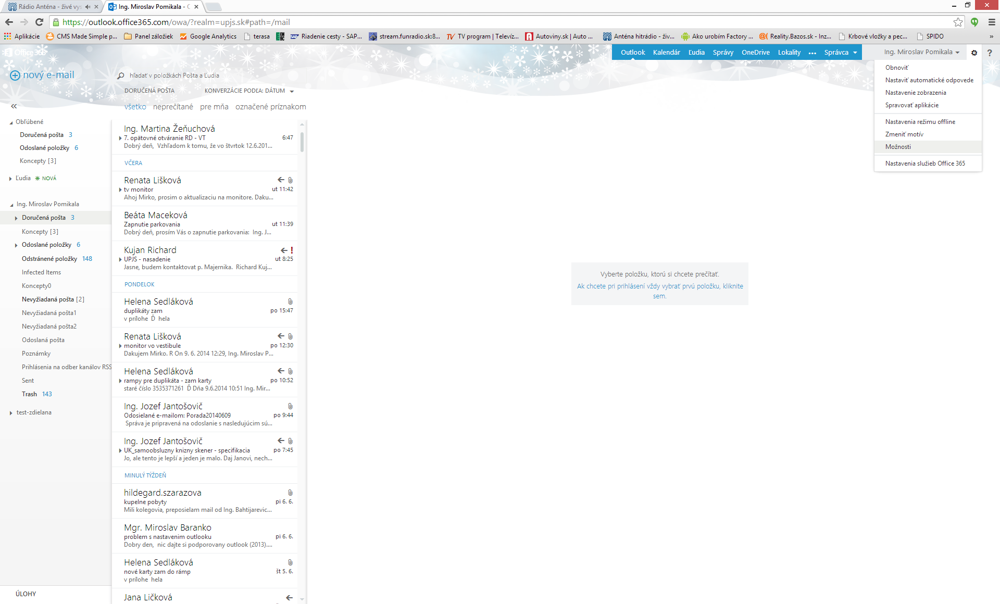 Rádio Anténa - živé vys
Ing. Miroslav Pomikala - O
https://outlook.office365.com/owa/?realm=upjs.sk#path=/mail
Aplikácie
CMS Made Simple p...
Panel záložiek
Google Analytics
terasa
Riadenie cesty - SAP...
stream.funradio.sk:8...
TV program | Televíz...
Autoviny.sk | Auto ...
Anténa hitrádio - živ...
Ako urobím Factory ...
Reality.Bazos.sk - Inz...
Krbové vložky a pec...
SPIDO
»
Office 365
Outlook
Kalendár
Ľudia
Správy
OneDrive
Lokality
...
Správca
Ing. Miroslav Pomikala
?
Obnoviť
Nastaviť automatické odpovede
Nastavenie zobrazenia
Spravovať aplikácie
Nastavenia režimu offline
Zmeniť motív
Možnosti
Nastavenia služieb Office 365
nový e-mail
«
Obľúbené
Doručená pošta 3
Odoslané položky 6
Koncepty [3]
Ľudia NOVÁ
Ing. Miroslav Pomikala
Doručená pošta 3
Koncepty [3]
Odoslané položky 6
Odstránené položky 148
Infected Items
Koncepty0
Nevyžiadaná pošta [2]
Nevyžiadaná pošta1
Nevyžiadaná pošta2
Odoslaná pošta
Poznámky
Prihlásenia na odber kanálov RSS
Sent
Trash 143
test-zdielana
ÚLOHY
hľadať v položkách Pošta a Ľudia
DORUČENÁ POŠTA
KONVERZÁCIE PODĽA: DÁTUM
všetko neprečítané pre mňa označené príznakom
Ing. Martina Žeňuchová
7. opätovné otváranie RD - VT 6:47
Dobrý deň, Vzhľadom k tomu, že vo štvrtok 12.6.201...
VČERA
Renata Lišková
tv monitor ut 11:42
Ahoj Mirko, prosim o aktualizaciu na monitore. Daku...
Beáta Maceková
Zapnutie parkovania ut 11:39
Dobrý deň, prosím Vás o zapnutie parkovania: Ing. J...
Kujan Richard !
UPJS - nasadenie ut 8:25
Jasne, budem kontaktovat p. Majernika. Richard Kuj...
PONDELOK
Helena Sedláková
duplikáty zam po 15:47
v prílohe Ď hela
Renata Lišková
monitor vo vestibule po 12:30
Dakujem Mirko. R On 9. 6. 2014 12:29, Ing. Miroslav P...
Helena Sedláková
rampy pre duplikáta - zam karty po 10:52
staré číslo 3535371261 Ď Dňa 9.6.2014 10:51 Ing. Mir...
Ing. Jozef Jantošovič
Odosielané e-mailom: Porada20140609 po 9:44
Správa je pripravená na odoslanie s nasledujúcim sú...
Ing. Jozef Jantošovič
UK_samoobsluzny knizny skener - specifikacia po 7:45
Jo, ale tento je lepší a jeden je malo. Daj Janovi, nech...
MINULÝ TÝŽDEŇ
hildegard.szarazova
kupelne pobyty pi 6. 6.
Mili kolegovia, preposielam mail od Ing. Bahtijarevic...
Mgr. Miroslav Baranko
problem s nastavenim outlooku pi 6. 6.
Dobry den, nic dajte si podporovany outlook (2013)....
Helena Sedláková
nové karty zam do rámp št 5. 6.
v prílohe hela
Jana Ličková
Vyberte položku, ktorú si chcete prečítať.
Ak chcete pri prihlásení vždy vybrať prvú položku, kliknite
sem.